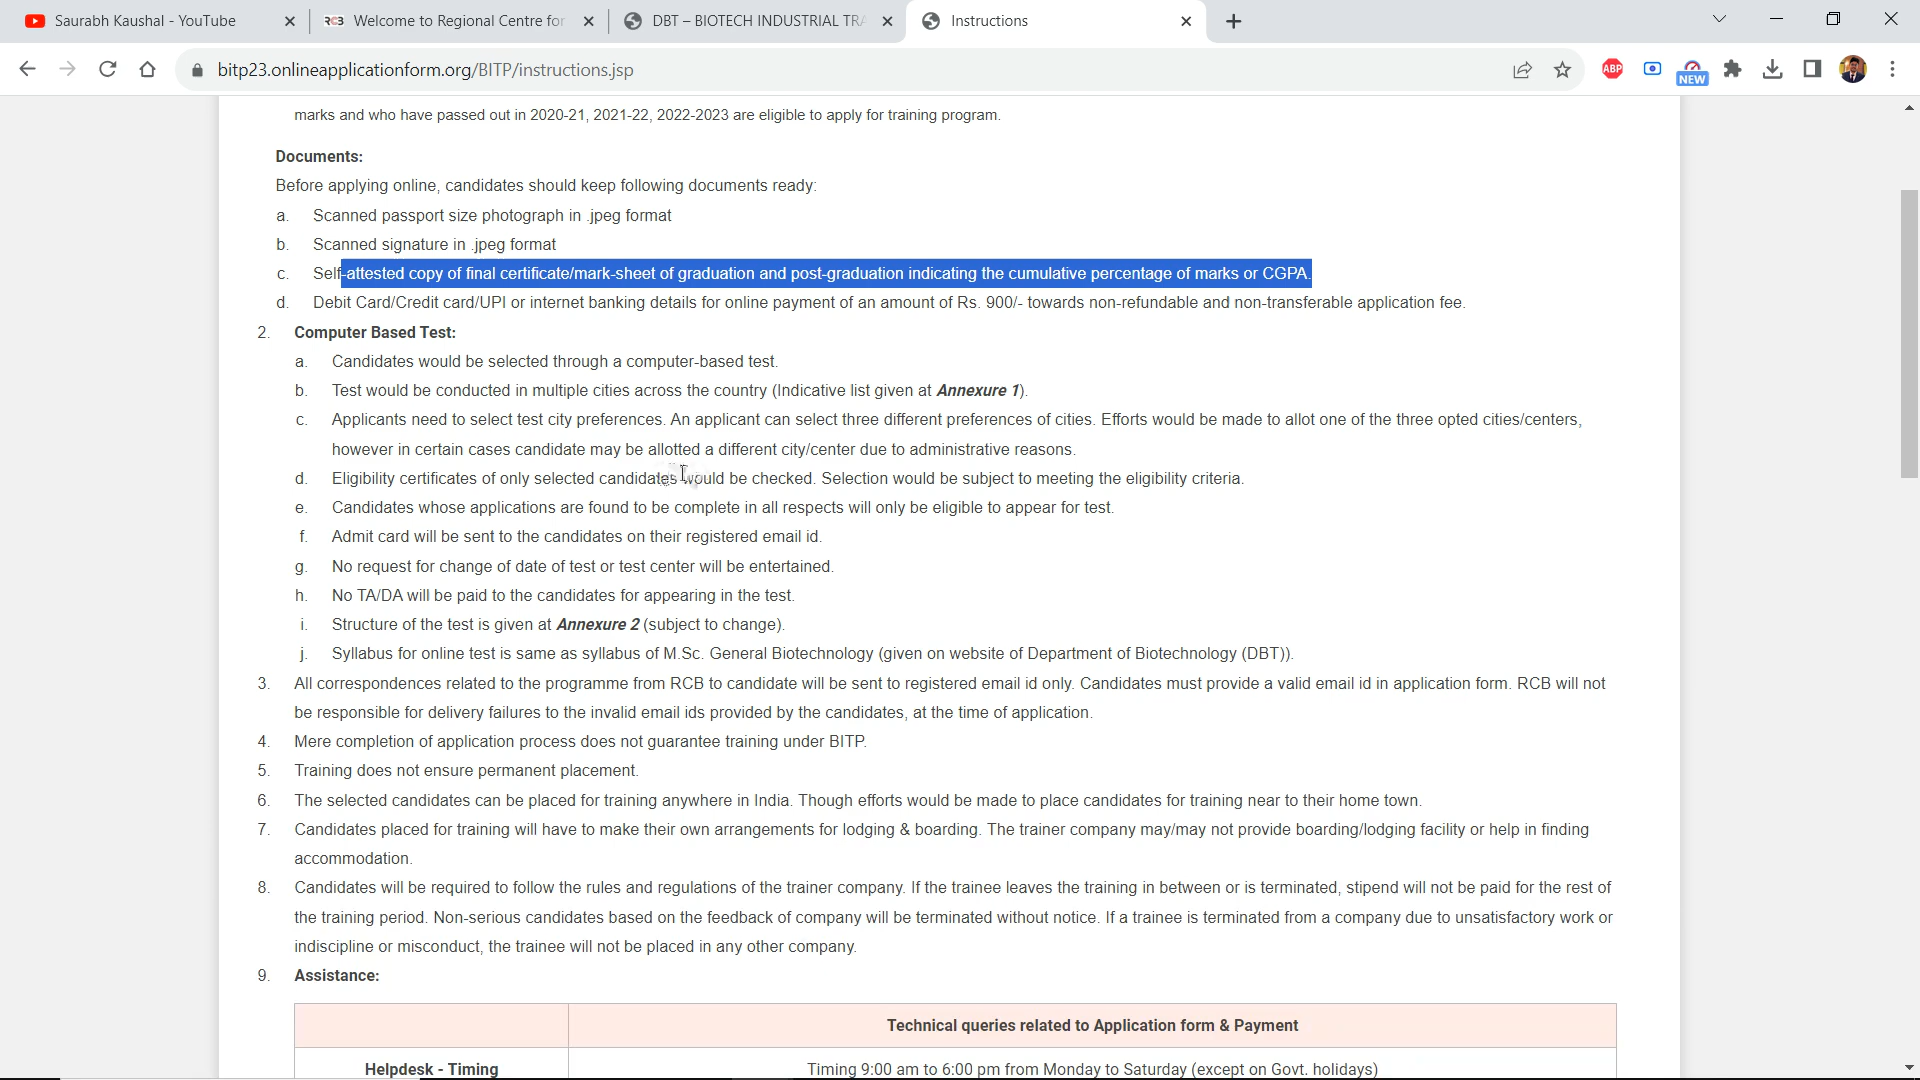 Saurabh Kaushal - YouTube
RCB Welcome to Regional Centre for
DBT – BIOTECH INDUSTRIAL TRA
Instructions
bitp23.onlineapplicationform.org/BITP/instructions.jsp
ABP
NEW
marks and who have passed out in 2020-21, 2021-22, 2022-2023 are eligible to apply for training program.
Documents:
Before applying online, candidates should keep following documents ready:
a. Scanned passport size photograph in .jpeg format
b. Scanned signature in .jpeg format
c. Self-attested copy of final certificate/mark-sheet of graduation and post-graduation indicating the cumulative percentage of marks or CGPA.
d. Debit Card/Credit card/UPI or internet banking details for online payment of an amount of Rs. 900/- towards non-refundable and non-transferable application fee.
2. Computer Based Test:
a. Candidates would be selected through a computer-based test.
b. Test would be conducted in multiple cities across the country (Indicative list given at Annexure 1).
c. Applicants need to select test city preferences. An applicant can select three different preferences of cities. Efforts would be made to allot one of the three opted cities/centers,
however in certain cases candidate may be allotted a different city/center due to administrative reasons.
d. Eligibility certificates of only selected candidates would be checked. Selection would be subject to meeting the eligibility criteria.
e. Candidates whose applications are found to be complete in all respects will only be eligible to appear for test.
f. Admit card will be sent to the candidates on their registered email id.
g. No request for change of date of test or test center will be entertained.
h. No TA/DA will be paid to the candidates for appearing in the test.
i. Structure of the test is given at Annexure 2 (subject to change).
j. Syllabus for online test is same as syllabus of M.Sc. General Biotechnology (given on website of Department of Biotechnology (DBT)).
3. All correspondences related to the programme from RCB to candidate will be sent to registered email id only. Candidates must provide a valid email id in application form. RCB will not
be responsible for delivery failures to the invalid email ids provided by the candidates, at the time of application.
4. Mere completion of application process does not guarantee training under BITP.
5. Training does not ensure permanent placement.
6. The selected candidates can be placed for training anywhere in India. Though efforts would be made to place candidates for training near to their home town.
7. Candidates placed for training will have to make their own arrangements for lodging & boarding. The trainer company may/may not provide boarding/lodging facility or help in finding
accommodation.
8. Candidates will be required to follow the rules and regulations of the trainer company. If the trainee leaves the training in between or is terminated, stipend will not be paid for the rest of
the training period. Non-serious candidates based on the feedback of company will be terminated without notice. If a trainee is terminated from a company due to unsatisfactory work or
indiscipline or misconduct, the trainee will not be placed in any other company.
9. Assistance:
Technical queries related to Application form & Payment
Helpdesk - Timing
Timing 9:00 am to 6:00 pm from Monday to Saturday (except on Govt. holidays)